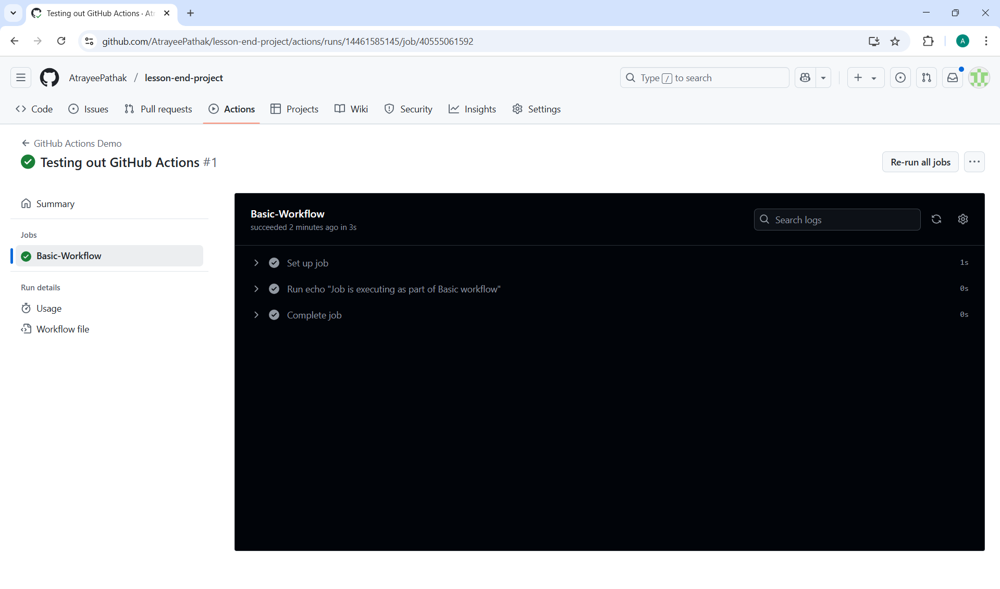 Testing out GitHub Actions · Atr
github.com/AtrayeePathak/lesson-end-project/actions/runs/14461585145/job/40555061592
A
AtrayeePathak / lesson-end-project
Type / to search
Code Issues Pull requests Actions Projects Wiki Security Insights Settings
GitHub Actions Demo
Testing out GitHub Actions #1
Re-run all jobs
Summary
Jobs
Basic-Workflow
Run details
Usage
Workflow file
Basic-Workflow
succeeded 2 minutes ago in 3s
Search logs
Set up job 1s
Run echo "Job is executing as part of Basic workflow" 0s
Complete job 0s